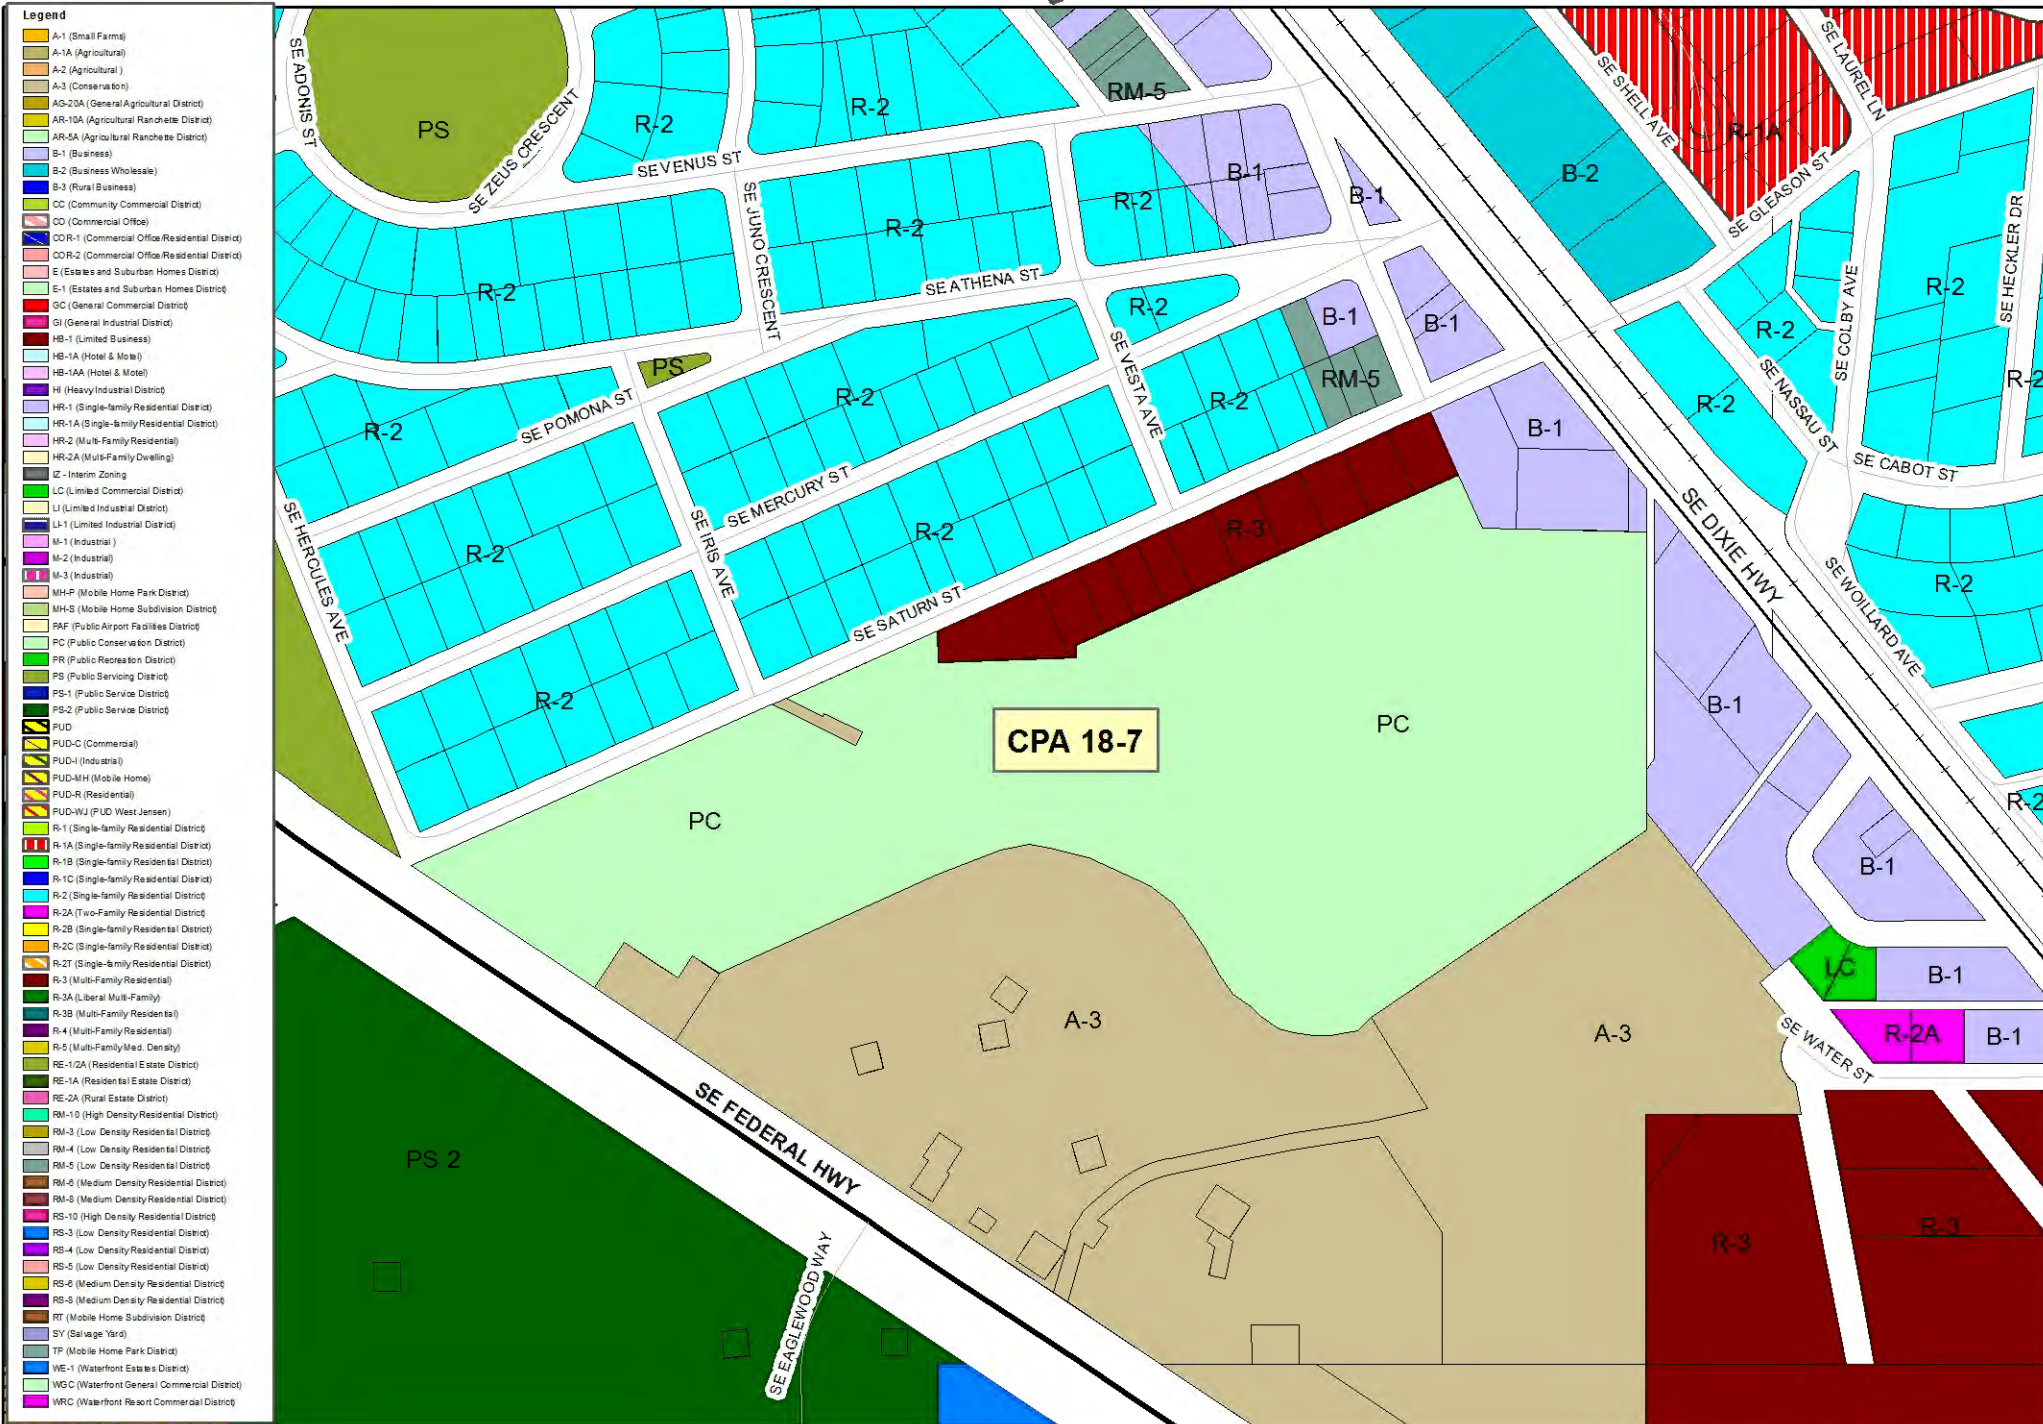 Legend
A-1 (Small Farms)
A-1A (Agricultural)
A-2 (Agricultural )
A-3 (Conservation)
AG-20A (General Agricultural District)
AR-10A (Agricultural Ranchette District)
AR-5A (Agricultural Ranchette District)
B-1 (Business)
B-2 (Business Wholesale)
B-3 (Rural Business)
CC (Community Commercial District)
CO (Commercial Office)
COR-1 (Commercial Office/Residential District)
COR-2 (Commercial Office/Residential District)
E (Estates and Suburban Homes District)
E-1 (Estates and Suburban Homes District)
GC (General Commercial District)
GI (General Industrial District)
HB-1 (Limited Business)
HB-1A (Hotel & Motel)
HB-1AA (Hotel & Motel)
HI (Heavy Industrial District)
HR-1 (Single-family Residential District)
HR-1A (Single-family Residential District)
HR-2 (Multi-Family Residential)
HR-2A (Multi-Family Dwelling)
IZ - Interim Zoning
LC (Limited Commercial District)
LI (Limited Industrial District)
LI-1 (Limited Industrial District)
M-1 (Industrial )
M-2 (Industrial)
M-3 (Industrial)
MH-P (Mobile Home Park District)
MH-S (Mobile Home Subdivision District)
PAF (Public Airport Facilities District)
PC (Public Conservation District)
PR (Public Recreation District)
PS (Public Servicing District)
PS-1 (Public Service District)
PS-2 (Public Service District)
PUD
PUD-C (Commercial)
PUD-I (Industrial)
PUD-MH (Mobile Home)
PUD-R (Residential)
PUD-WJ (PUD West Jensen)
R-1 (Single-family Residential District)
R-1A (Single-family Residential District)
R-1B (Single-family Residential District)
R-1C (Single-family Residential District)
R-2 (Single-family Residential District)
R-2A (Two-Family Residential District)
R-2B (Single-family Residential District)
R-2C (Single-family Residential District)
R-2T (Single-family Residential District)
R-3 (Multi-Family Residential)
R-3A (Liberal Multi-Family)
R-3B (Multi-Family Residential)
R-4 (Multi-Family Residential)
R-5 (Multi-Family Med. Density)
RE-1/2A (Residential Estate District)
RE-1A (Residential Estate District)
RE-2A (Rural Estate District)
RM-10 (High Density Residential District)
RM-3 (Low Density Residential District)
RM-4 (Low Density Residential District)
RM-5 (Low Density Residential District)
RM-6 (Medium Density Residential District)
RM-8 (Medium Density Residential District)
RS-10 (High Density Residential District)
RS-3 (Low Density Residential District)
RS-4 (Low Density Residential District)
RS-5 (Low Density Residential District)
RS-6 (Medium Density Residential District)
RS-8 (Medium Density Residential District)
RT (Mobile Home Subdivision District)
SY (Salvage Yard)
TP (Mobile Home Park District)
WE-1 (Waterfront Estates District)
WGC (Waterfront General Commercial District)
WRC (Waterfront Resort Commercial District)
SE ADONIS ST
PS
SE ZEUS CRESCENT
R-2
R-2
RM-5
SE VENUS ST
SE JUNO CRESCENT
R-2
R-2
B-1
B-1
B-2
SE SHELL AVE
R-1A
SE LAUREL LN
SE GLEASON ST
R-2
SE ATHENA ST
R-2
B-1
B-1
R-2
R-2
SE HECKLER DR
SE COLBY AVE
R-2
PS
SE POMONA ST
R-2
R-2
SE VESTA AVE
R-2
RM-5
B-1
R-2
SE NASSAU ST
SE CABOT ST
SE HERCULES AVE
R-2
SE MERCURY ST
SE IRIS AVE
R-2
R-3
SE DIXIE HWY
SE WOILLARD AVE
R-2
R-2
SE SATURN ST
CPA 18-7
PC
PC
B-1
R-2
B-1
LC
B-1
A-3
A-3
R-2A
B-1
SE WATER ST
SE FEDERAL HWY
PS 2
SE EAGLEWOOD WAY
R-3
R-3